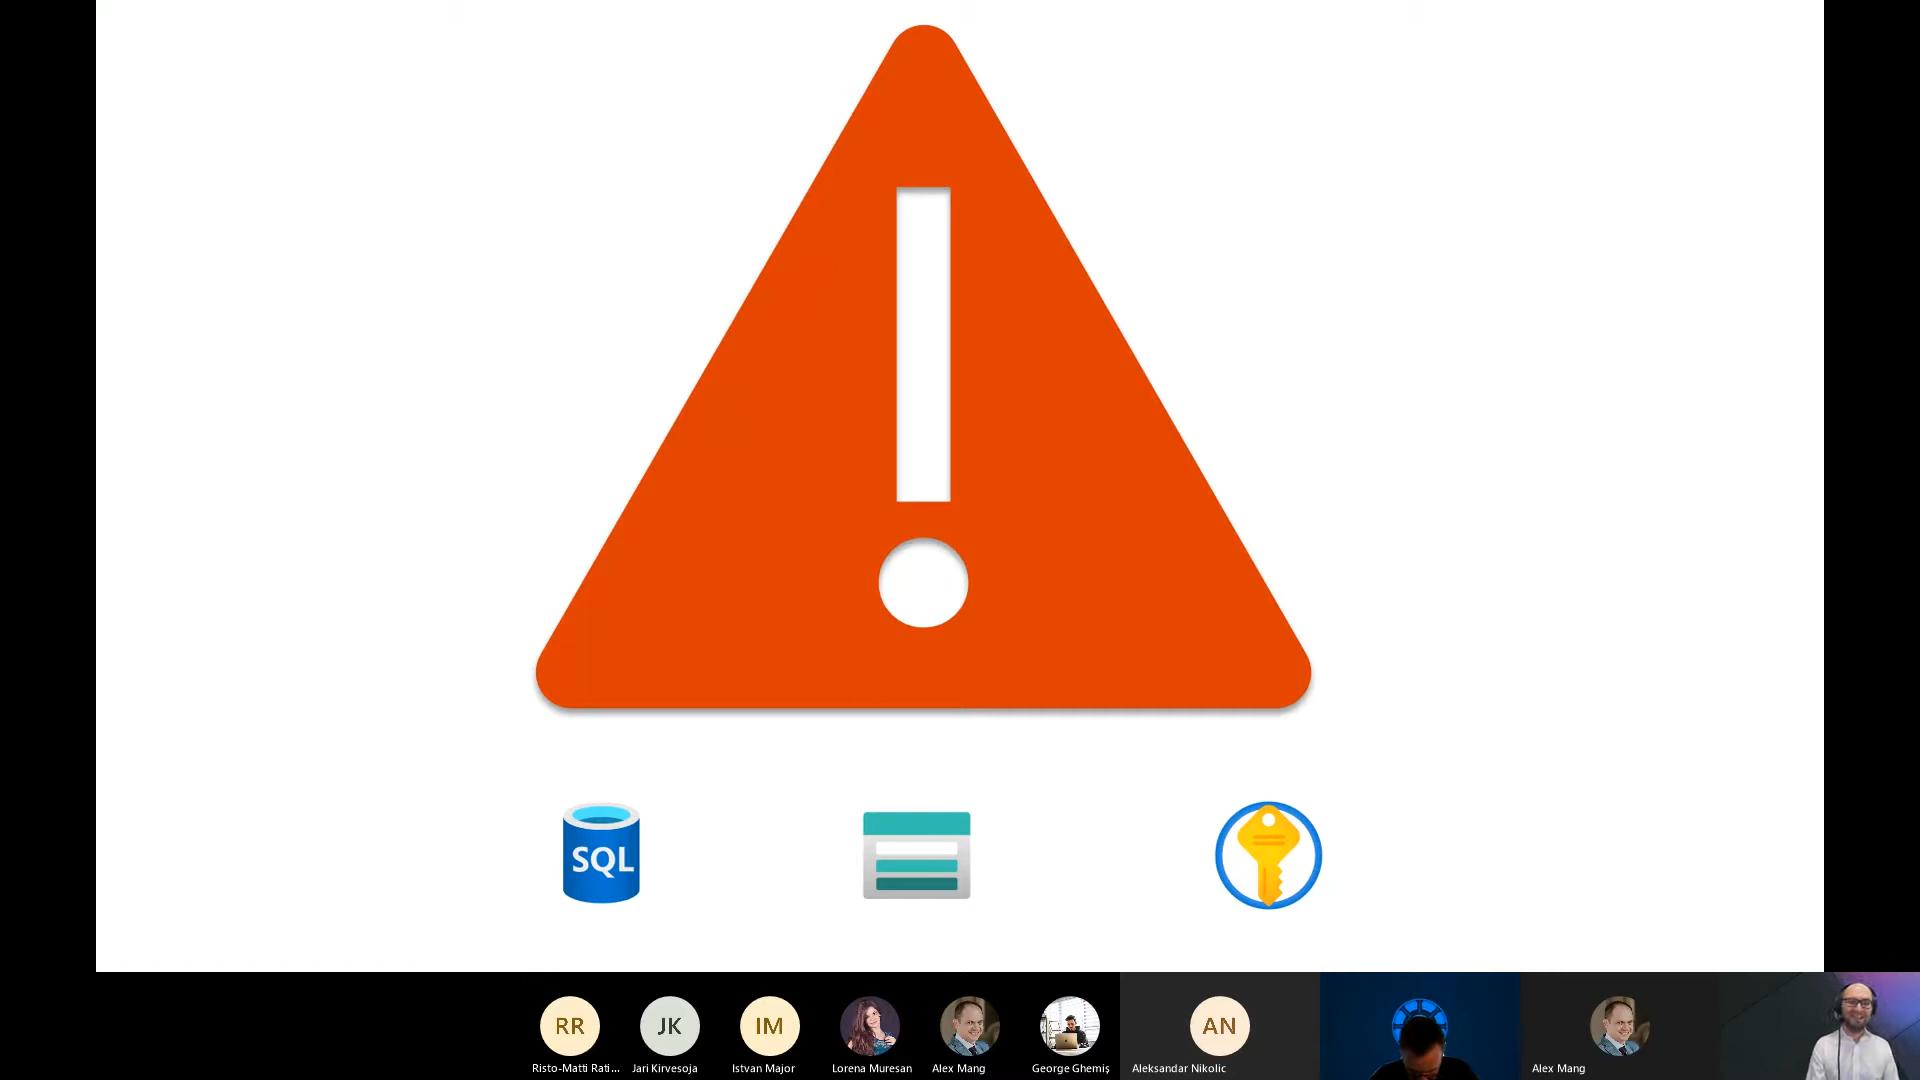 SQL
RR
JK
IM
AN
Risto-Matti Rati...
Jari Kirvesoja
Istvan Major
Lorena Muresan
Alex Mang
George Ghemiș
Aleksandar Nikolic
Alex Mang